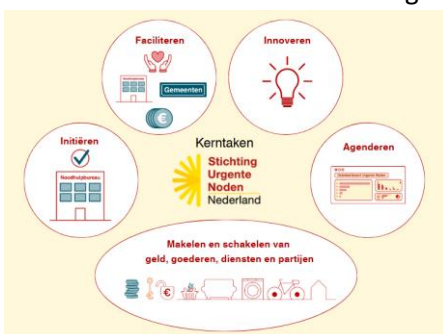 Faciliteren
Gemeenten
Innoveren
Initiëren
Noodhulpbureau
Kerntaken
Stichting
Urgente
Noden
Nederland
Agenderen
Makelen en schakelen van
geld, goederen, diensten en partijen